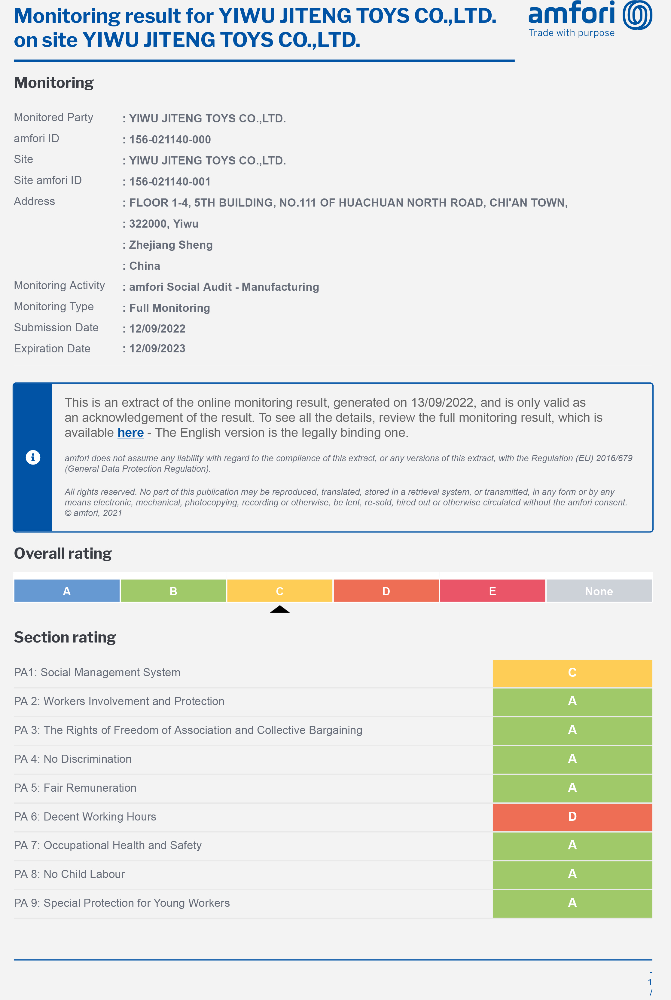 Monitoring result for YIWU JITENG TOYS CO.,LTD.
on site YIWU JITENG TOYS CO.,LTD.
amfori
Trade with purpose
Monitoring
Monitored Party : YIWU JITENG TOYS CO.,LTD.
amfori ID : 156-021140-000
Site : YIWU JITENG TOYS CO.,LTD.
Site amfori ID : 156-021140-001
Address : FLOOR 1-4, 5TH BUILDING, NO.111 OF HUACHUAN NORTH ROAD, CHI'AN TOWN,
: 322000, Yiwu
: Zhejiang Sheng
: China
Monitoring Activity : amfori Social Audit - Manufacturing
Monitoring Type : Full Monitoring
Submission Date : 12/09/2022
Expiration Date : 12/09/2023
This is an extract of the online monitoring result, generated on 13/09/2022, and is only valid as
an acknowledgement of the result. To see all the details, review the full monitoring result, which is
available here - The English version is the legally binding one.
amfori does not assume any liability with regard to the compliance of this extract, or any versions of this extract, with the Regulation (EU) 2016/679
(General Data Protection Regulation).
All rights reserved. No part of this publication may be reproduced, translated, stored in a retrieval system, or transmitted, in any form or by any
means electronic, mechanical, photocopying, recording or otherwise, be lent, re-sold, hired out or otherwise circulated without the amfori consent.
© amfori, 2021
Overall rating
A B C D E None
Section rating
PA1: Social Management System C
PA 2: Workers Involvement and Protection A
PA 3: The Rights of Freedom of Association and Collective Bargaining A
PA 4: No Discrimination A
PA 5: Fair Remuneration A
PA 6: Decent Working Hours D
PA 7: Occupational Health and Safety A
PA 8: No Child Labour A
PA 9: Special Protection for Young Workers A
-
1
/